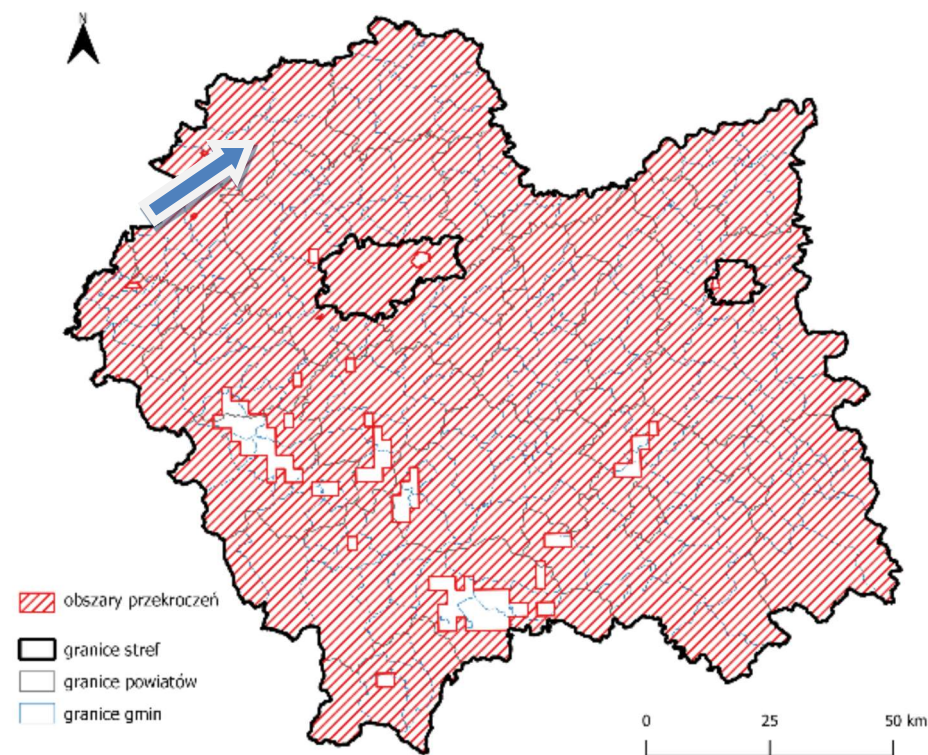 N
obszary przekroczeń
granice stref
granice powiatów
granice gmin
0 25 50 km